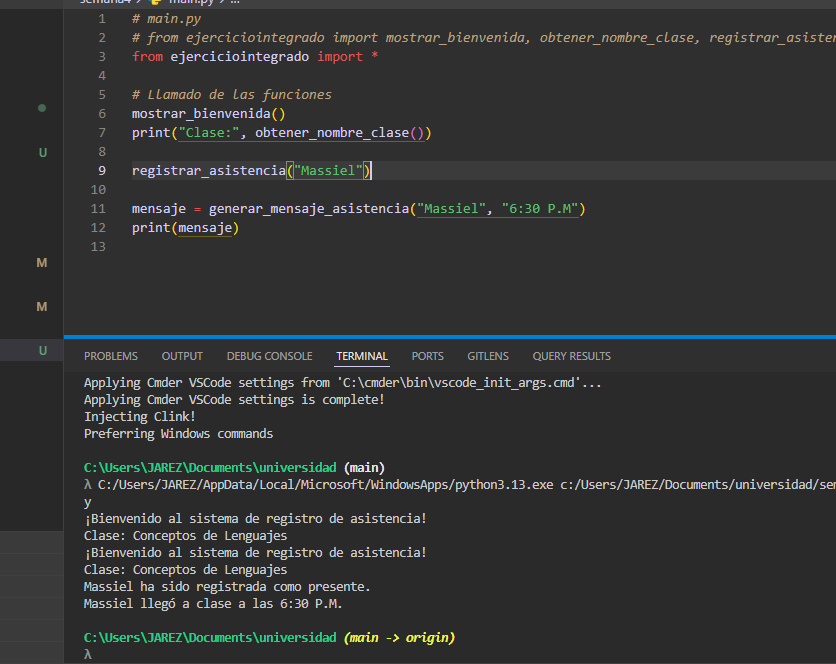 main.py
1 # main.py
2 # from ejerciciointegrado import mostrar_bienvenida, obtener_nombre_clase,
3 from ejerciciointegrado import *
4
5 # Llamado de las funciones
6 mostrar_bienvenida()
7 print("Clase:", obtener_nombre_clase())
8
9 registrar_asistencia("Massiel")
10
11 mensaje = generar_mensaje_asistencia("Massiel", "6:30 P.M")
12 print(mensaje)
13
U
M
M
U
PROBLEMS OUTPUT DEBUG CONSOLE TERMINAL PORTS GITLENS QUERY RESULTS
Applying Cmder VSCode settings from 'C:\cmder\bin\vscode_init_args.cmd'...
Applying Cmder VSCode settings is complete!
Injecting Clink!
Preferring Windows commands
C:\Users\JAREZ\Documents\universidad (main)
λ C:/Users/JAREZ/AppData/Local/Microsoft/WindowsApps/python3.13.exe c:/Users/JAREZ/Documents/universidad/
y
¡Bienvenido al sistema de registro de asistencia!
Clase: Conceptos de Lenguajes
¡Bienvenido al sistema de registro de asistencia!
Clase: Conceptos de Lenguajes
Massiel ha sido registrada como presente.
Massiel llegó a clase a las 6:30 P.M.
C:\Users\JAREZ\Documents\universidad (main -> origin)
λ